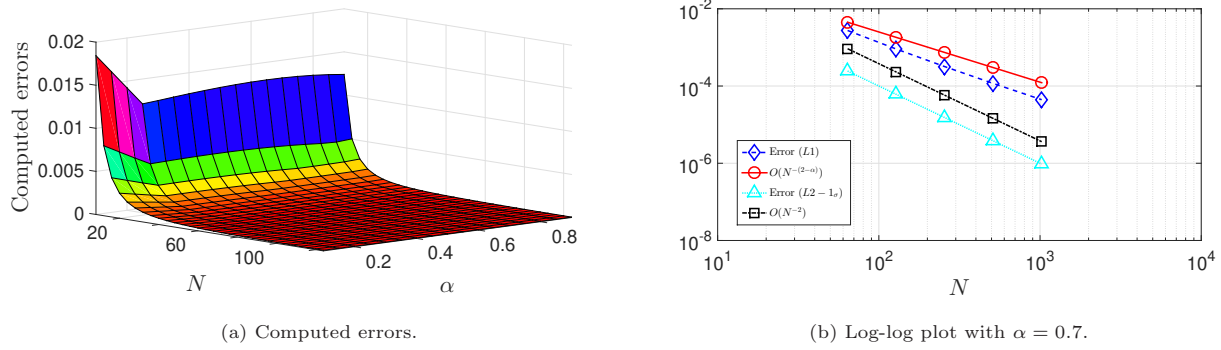 0.02
0.015
0.01
0.005
0
Computed errors
20
60
100
N
0.2
0.4
0.6
0.8
α
(a) Computed errors.
10^-2
10^-4
10^-6
10^-8
10^1
10^2
10^3
10^4
N
Error (L1)
O(N^{-(2-α)})
Error (L2 − 1_σ)
O(N^{-2})
(b) Log-log plot with α = 0.7.